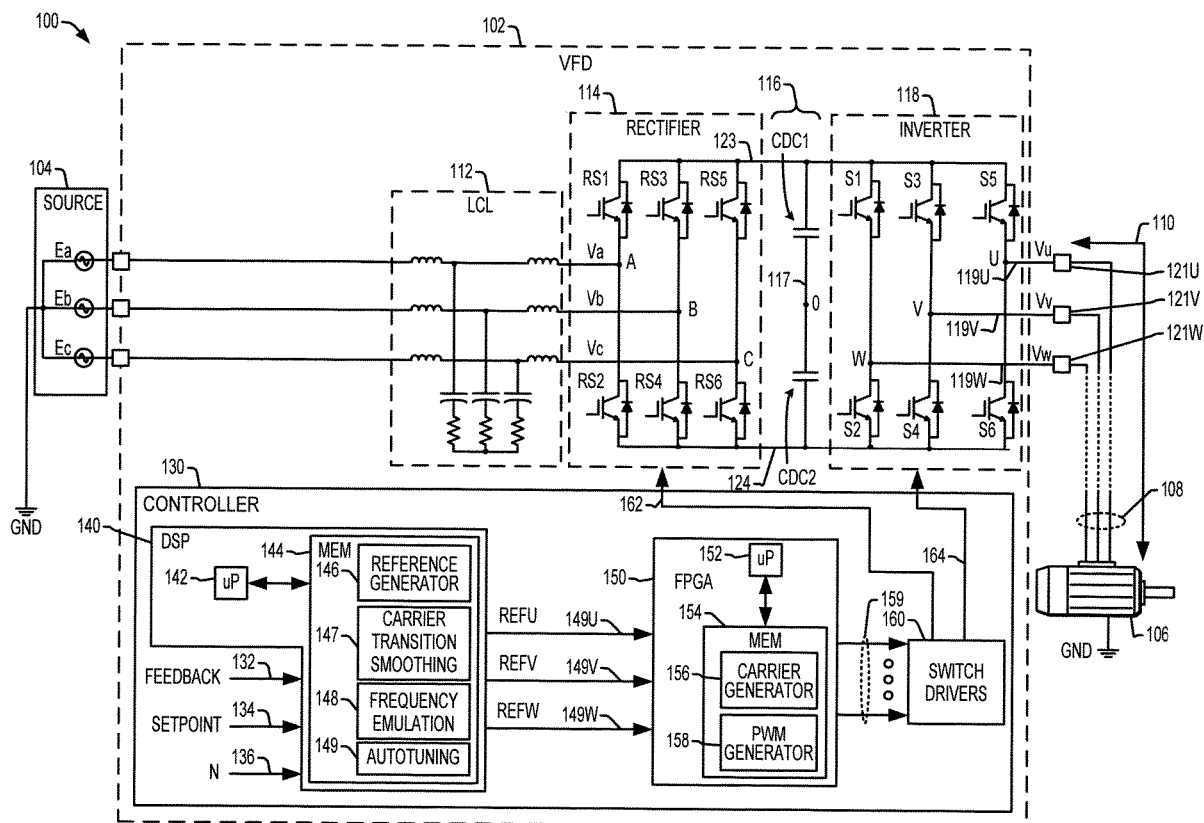 100
102
VFD
116
114
118
RECTIFIER
INVERTER
123
CDC1
104
SOURCE
112
LCL
RS1
RS3
RS5
S1
S3
S5
110
Ea
Va
A
U
Vu
117
119U
121U
Eb
Vb
B
0
V
Vv
121V
119V
Ec
Vc
C
W
Vw
121W
119W
RS2
RS4
RS6
S2
S4
S6
124
CDC2
GND
130
CONTROLLER
162
108
140
DSP
144
MEM
146
REFERENCE
GENERATOR
142
uP
150
FPGA
152
uP
164
147
CARRIER
TRANSITION
SMOOTHING
REFU
149U
154
MEM
159
160
106
GND
FEEDBACK
132
REFV
149V
156
CARRIER
GENERATOR
SWITCH
DRIVERS
SETPOINT
134
148
FREQUENCY
EMULATION
REFW
149W
158
PWM
GENERATOR
N
136
149
AUTOTUNING